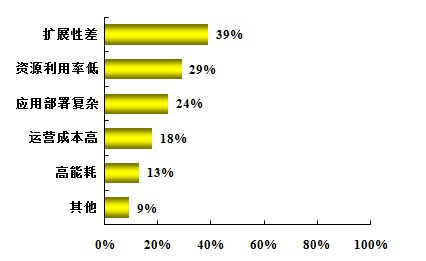 扩展性差 39%
资源利用率低 29%
应用部署复杂 24%
运营成本高 18%
高能耗 13%
其他 9%
0% 20% 40% 60% 80% 100%